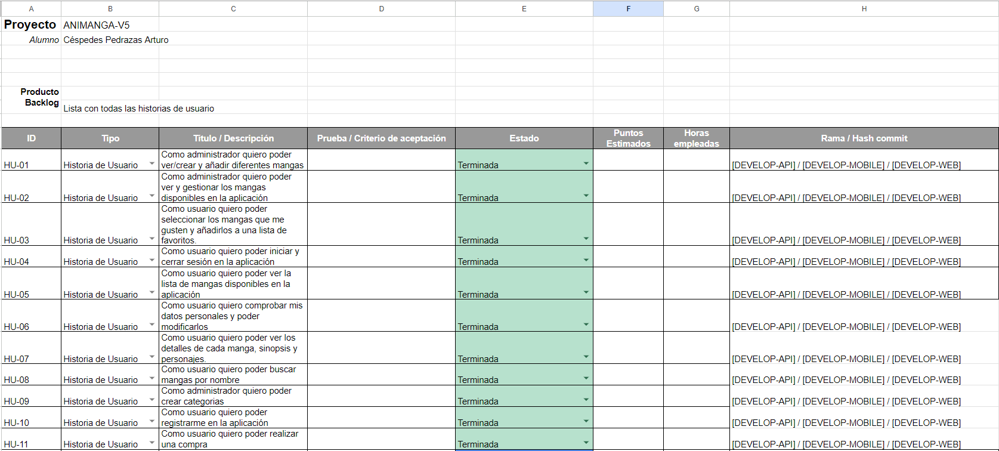 A B C D E F G H
Proyecto ANIMANGA-V5
Alumno Céspedes Pedrazas Arturo
Producto
Backlog
Lista con todas las historias de usuario
ID Tipo Titulo / Descripción Prueba / Criterio de aceptación Estado Puntos Estimados Horas empleadas Rama / Hash commit
Como administrador quiero poder
ver/crear y añadir diferentes mangas
HU-01 Historia de Usuario Terminada [DEVELOP-API] / [DEVELOP-MOBILE] / [DEVELOP-WEB]
Como administrador quiero poder
ver y gestionar los mangas
disponibles en la aplicación
HU-02 Historia de Usuario Terminada [DEVELOP-API] / [DEVELOP-MOBILE] / [DEVELOP-WEB]
Como usuario quiero poder
seleccionar los mangas que me
gusten y añadirlos a una lista de
favoritos.
HU-03 Historia de Usuario Terminada [DEVELOP-API] / [DEVELOP-MOBILE] / [DEVELOP-WEB]
Como usuario quiero poder iniciar y
cerrar sesión en la aplicación
HU-04 Historia de Usuario Terminada [DEVELOP-API] / [DEVELOP-MOBILE] / [DEVELOP-WEB]
Como usuario quiero poder ver la
lista de mangas disponibles en la
aplicación
HU-05 Historia de Usuario Terminada [DEVELOP-API] / [DEVELOP-MOBILE] / [DEVELOP-WEB]
Como usuario quiero comprobar mis
datos personales y poder
modificarlos
HU-06 Historia de Usuario Terminada [DEVELOP-API] / [DEVELOP-MOBILE] / [DEVELOP-WEB]
Como usuario quiero poder ver los
detalles de cada manga, sinopsis y
personajes.
HU-07 Historia de Usuario Terminada [DEVELOP-API] / [DEVELOP-MOBILE] / [DEVELOP-WEB]
Como usuario quiero poder buscar
mangas por nombre
HU-08 Historia de Usuario Terminada [DEVELOP-API] / [DEVELOP-MOBILE] / [DEVELOP-WEB]
Como administrador quiero poder
crear categorias
HU-09 Historia de Usuario Terminada [DEVELOP-API] / [DEVELOP-MOBILE] / [DEVELOP-WEB]
Como usuario quiero poder
registrarme en la aplicación
HU-10 Historia de Usuario Terminada [DEVELOP-API] / [DEVELOP-MOBILE] / [DEVELOP-WEB]
Como usuario quiero poder realizar
una compra
HU-11 Historia de Usuario Terminada [DEVELOP-API] / [DEVELOP-MOBILE] / [DEVELOP-WEB]